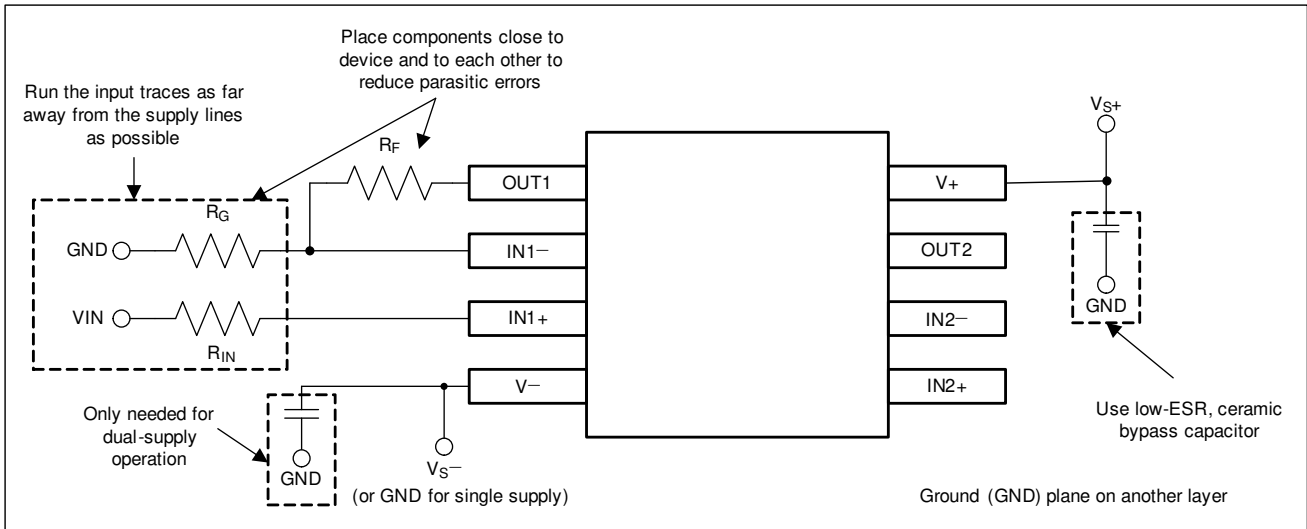 Place components close to
device and to each other to
reduce parasitic errors
Run the input traces as far
away from the supply lines
as possible
VS+
RF
OUT1
V+
RG
GND
IN1−
OUT2
VIN
IN1+
GND
IN2−
RIN
V−
IN2+
Only needed for
dual-supply
operation
GND
VS−
(or GND for single supply)
Use low-ESR, ceramic
bypass capacitor
Ground (GND) plane on another layer